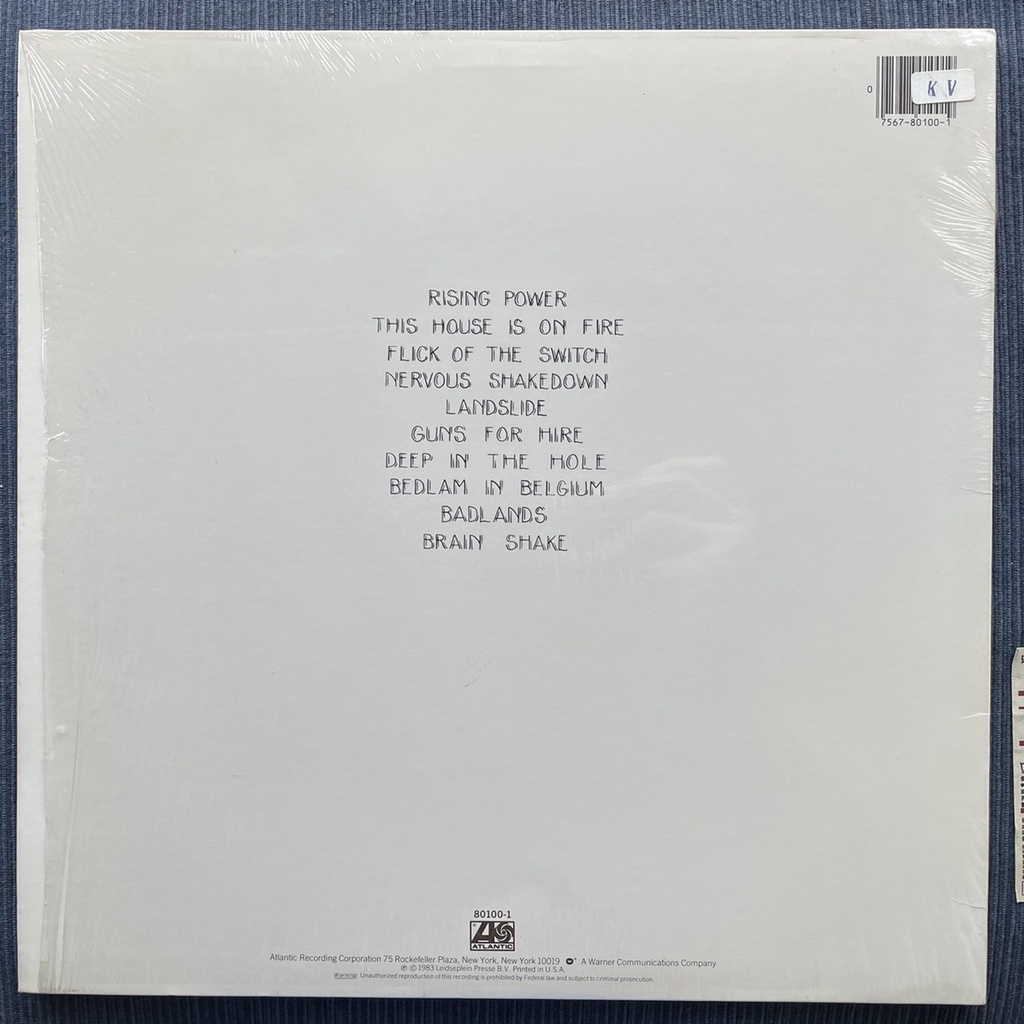 K V
0
7567-80100-1
RISING POWER
THIS HOUSE IS ON FIRE
FLICK OF THE SWITCH
NERVOUS SHAKEDOWN
LANDSLIDE
GUNS FOR HIRE
DEEP IN THE HOLE
BEDLAM IN BELGIUM
BADLANDS
BRAIN SHAKE
80100-1
ATLANTIC
Atlantic Recording Corporation 75 Rockefeller Plaza, New York, New York 10019 A Warner Communications Company
℗ © 1983 Leidseplein Presse B.V. Printed in U.S.A.
Warning: Unauthorized reproduction of this recording is prohibited by Federal law and subject to criminal prosecution.